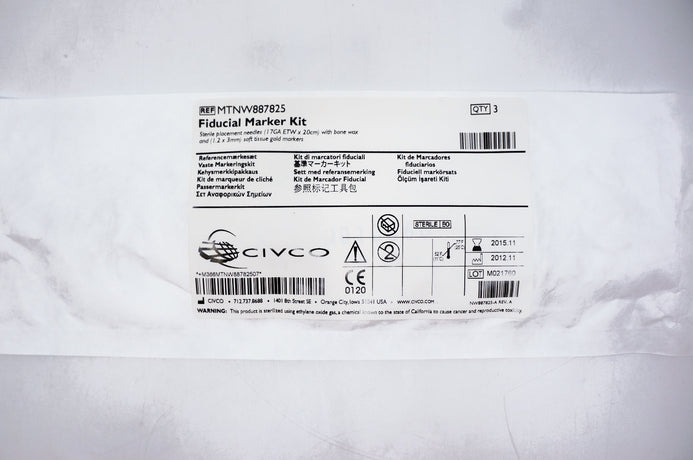 REF MTNW887825
QTY 3
Fiducial Marker Kit
Sterile placement needles (17GA ETW x 20cm) with bone wax
and (1.2 x 3mm) soft tissue gold markers
Referencemærkesæt
Vaste Markeringskit
Kehysmerkkipakkaus
Kit de marqueur de cliché
Passermarkerkit
Σετ Αναφορικών Σημείων
Kit di marcatori fiduciali
基準マーカーキット
Sett med referansemerking
Kit de Marcador Fiducial
参照标记工具包
Kit de Marcadores
fiduciarios
Fiduciell markörsats
Ölçüm İşareti Kiti
CIVCO
STERILE EO
2
2015.11
2012.11
CE
0120
LOT M021760
*+M366MTNW88782507*
CIVCO • 712.737.8688 • 1401 8th Street SE • Orange City, Iowa 51041 USA • WWW.CIVCO.COM
NW887825-A REV. A
WARNING: This product is sterilized using ethylene oxide gas, a chemical known to the state of California to cause cancer and reproductive toxicity.